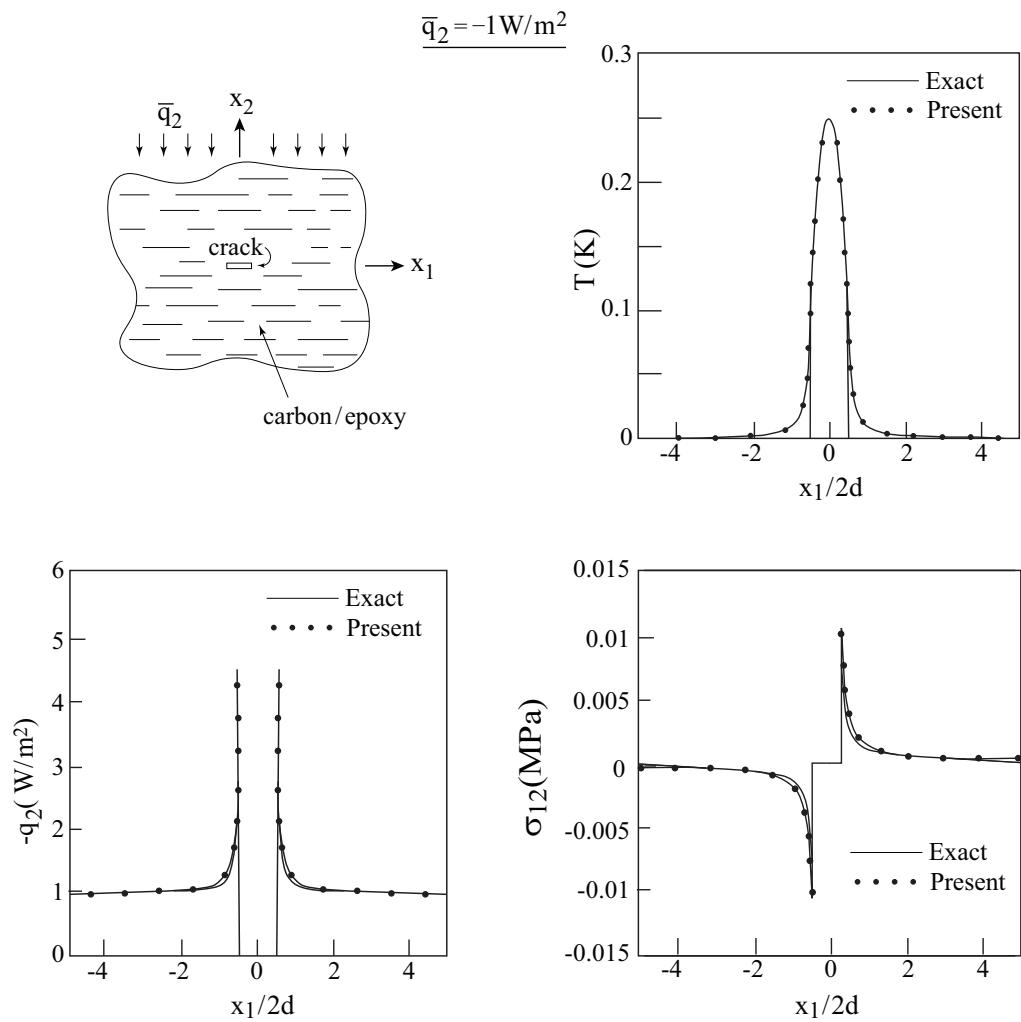 q̅₂ = −1W/m²
x₂
q̅₂
crack
x₁
carbon/epoxy
0.3
0.2
0.1
0
T (K)
Exact
Present
-4 -2 0 2 4
x₁/2d
6
5
4
3
2
1
0
-q₂( W/m²)
Exact
Present
-4 -2 0 2 4
x₁/2d
0.015
0.01
0.005
0
-0.005
-0.01
-0.015
σ₁₂(MPa)
Exact
Present
-4 -2 0 2 4
x₁/2d